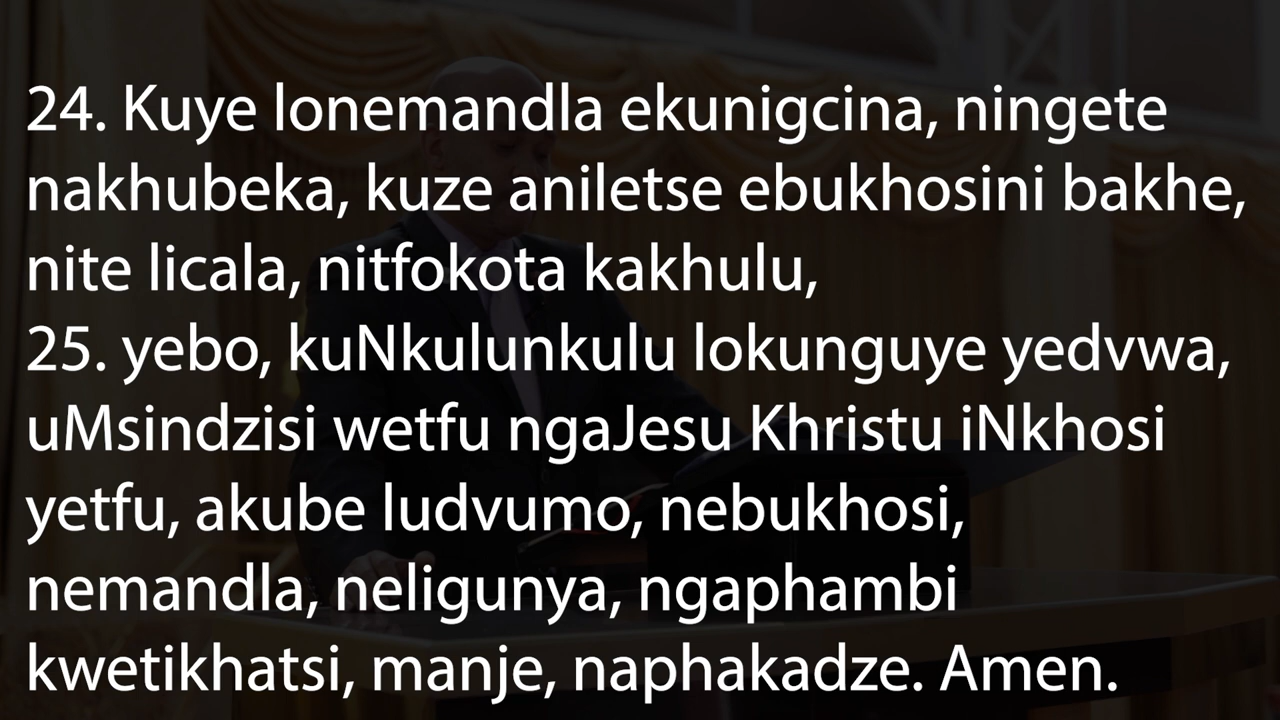 24. Kuye lonemandla ekunigcina, ningete
nakhubeka, kuze aniletse ebukhosini bakhe,
nite licala, nitfokota kakhulu,
25. yebo, kuNkulunkulu lokunguye yedvwa,
uMsindzisi wetfu ngaJesu Khristu iNkhosi
yetfu, akube ludvumo, nebukhosi,
nemandla, neligunya, ngaphambi
kwetikhatsi, manje, naphakadze. Amen.